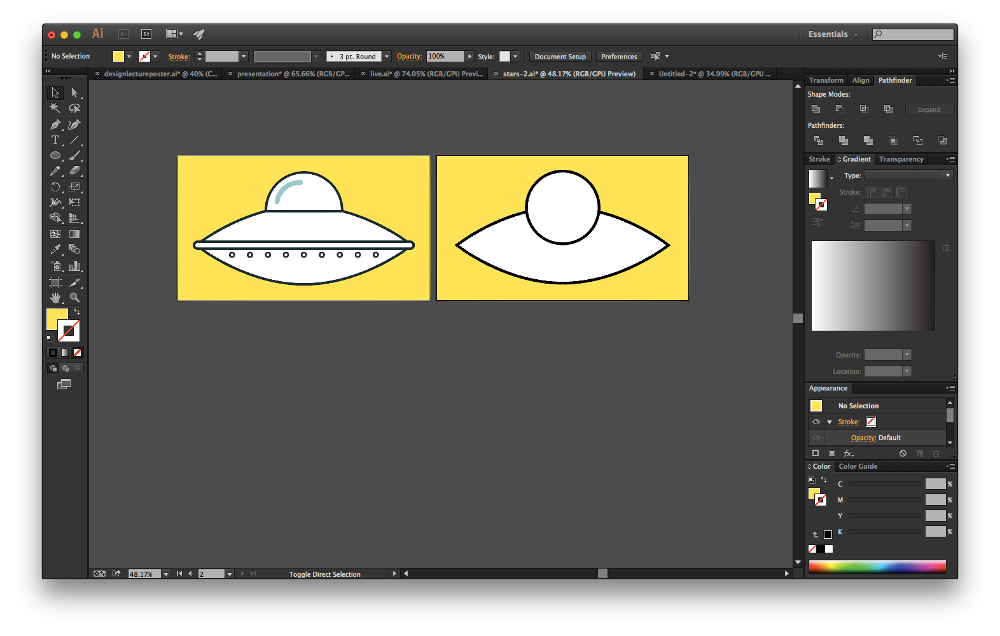 Ai Br St Essentials
No Selection Stroke: 3 pt. Round Opacity: 100% Style: Document Setup Preferences
× designlectureposter.ai* @ 40% (C... × presentation* @ 65.66% (RGB/GP... × live.ai* @ 74.05% (RGB/GPU Previ... × stars-2.ai* @ 48.17% (RGB/GPU Preview) × Untitled-2* @ 34.99% (RGB/GPU ...
Transform Align Pathfinder
Shape Modes:
Expand
Pathfinders:
Stroke Gradient Transparency
Type:
Stroke:
Opacity:
Location:
Appearance
No Selection
Stroke:
Opacity: Default
fx
Color Color Guide
C %
M %
Y %
K %
48.17% 2 Toggle Direct Selection